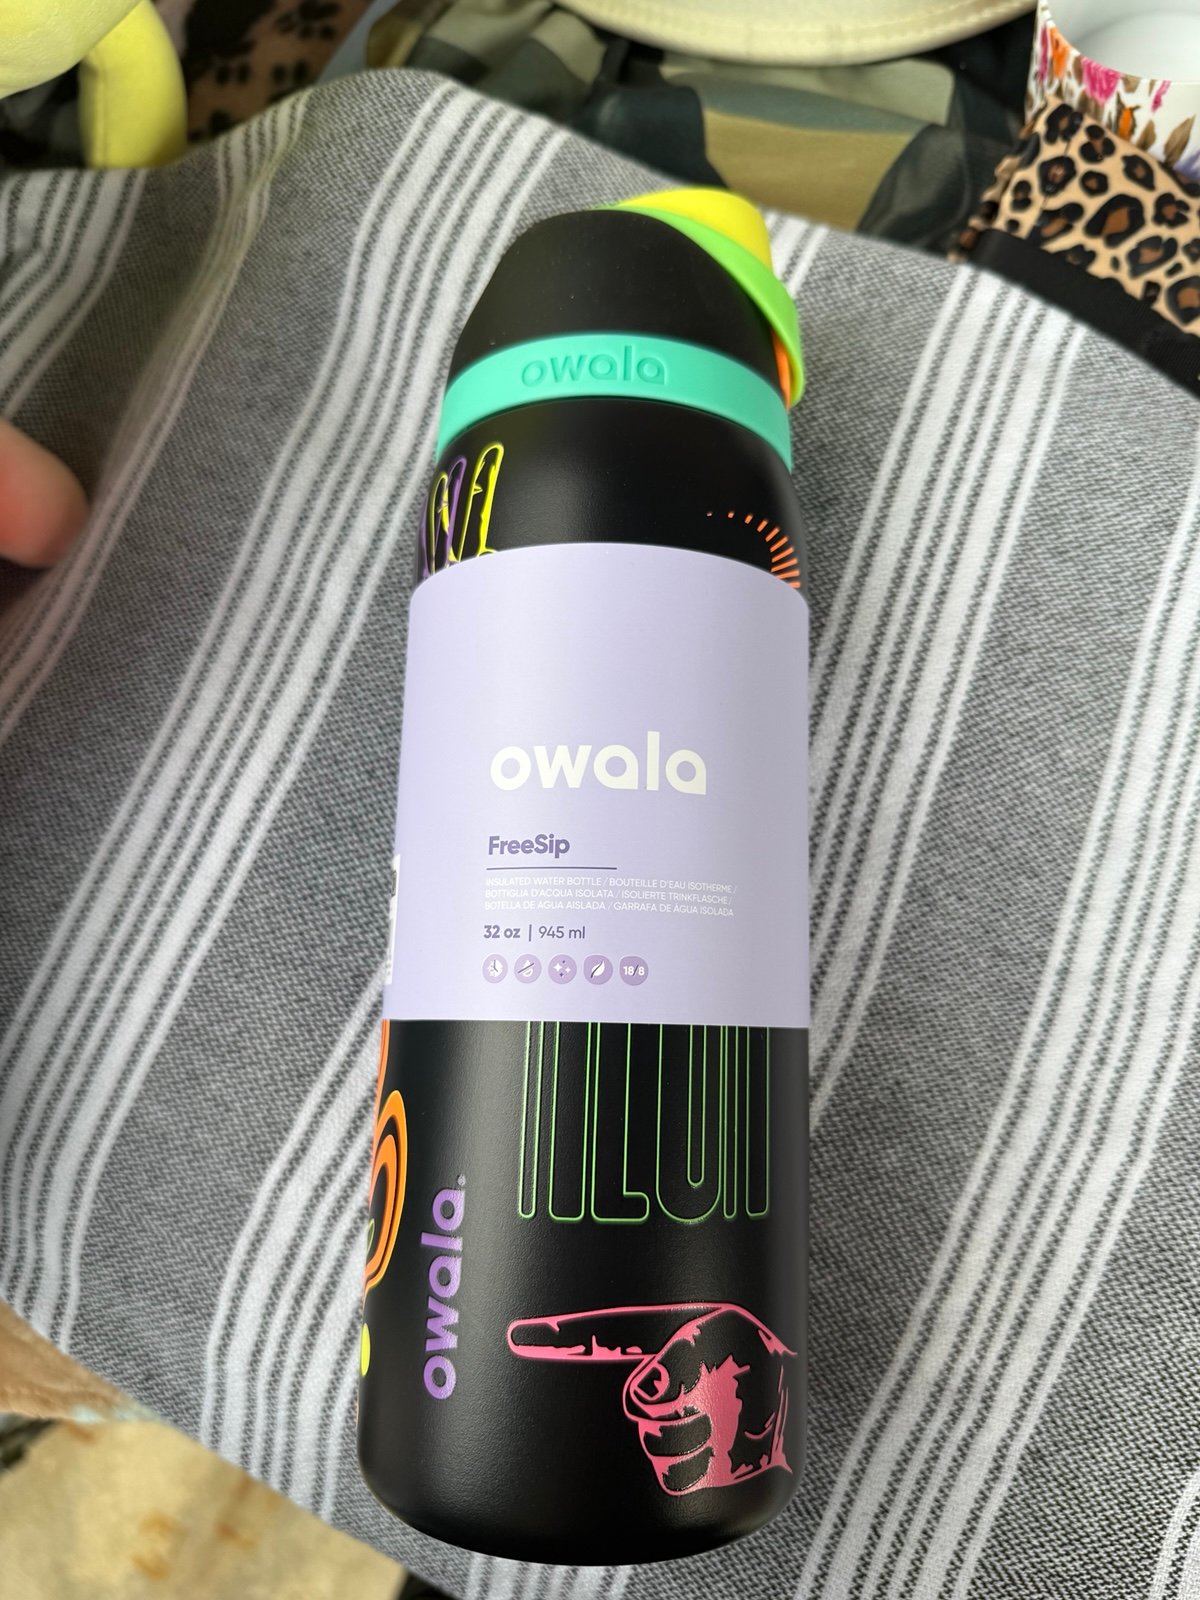 owala
owala
FreeSip
INSULATED WATER BOTTLE / BOUTEILLE D'EAU ISOTHERME /
BOTTIGLIA D'ACQUA ISOLATA / ISOLIERTE TRINKFLASCHE /
BOTELLA DE AGUA AISLADA / GARRAFA DE ÁGUA ISOLADA
32 oz | 945 ml
18/8
NEON
owala®